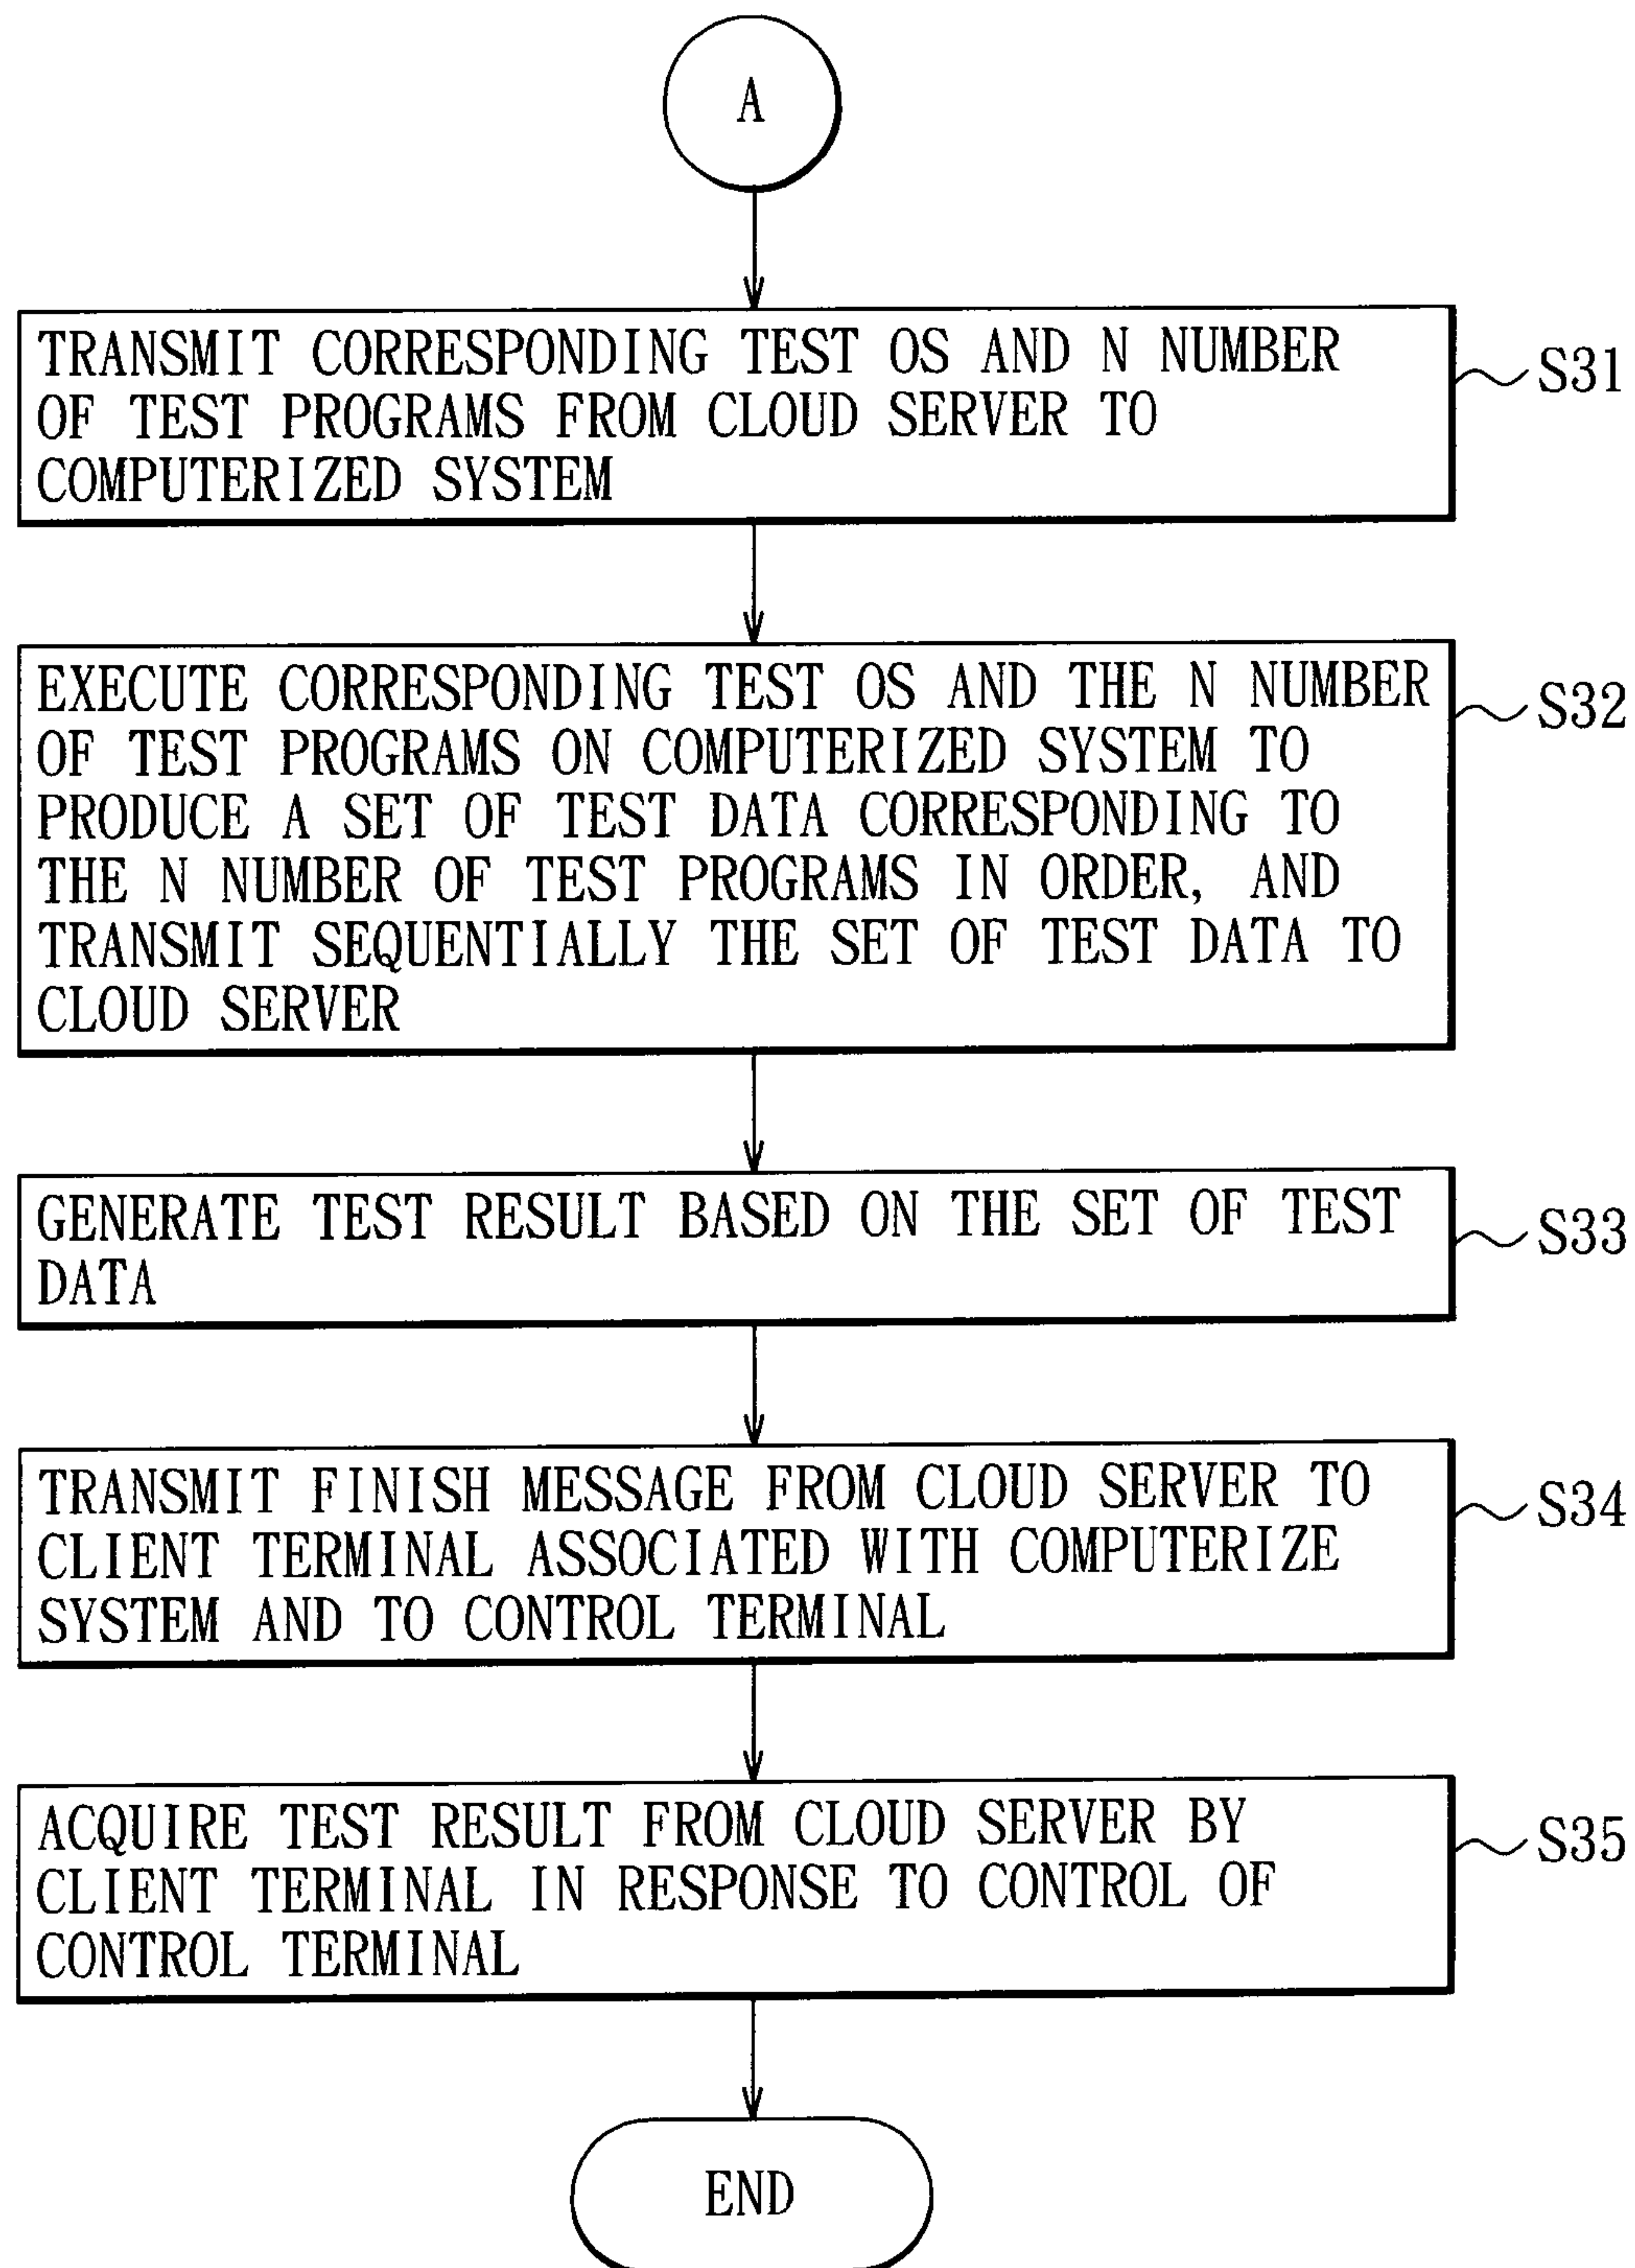 A
TRANSMIT CORRESPONDING TEST OS AND N NUMBER
OF TEST PROGRAMS FROM CLOUD SERVER TO
COMPUTERIZED SYSTEM
S31
EXECUTE CORRESPONDING TEST OS AND THE N NUMBER
OF TEST PROGRAMS ON COMPUTERIZED SYSTEM TO
PRODUCE A SET OF TEST DATA CORRESPONDING TO
THE N NUMBER OF TEST PROGRAMS IN ORDER, AND
TRANSMIT SEQUENTIALLY THE SET OF TEST DATA TO
CLOUD SERVER
S32
GENERATE TEST RESULT BASED ON THE SET OF TEST
DATA
S33
TRANSMIT FINISH MESSAGE FROM CLOUD SERVER TO
CLIENT TERMINAL ASSOCIATED WITH COMPUTERIZE
SYSTEM AND TO CONTROL TERMINAL
S34
ACQUIRE TEST RESULT FROM CLOUD SERVER BY
CLIENT TERMINAL IN RESPONSE TO CONTROL OF
CONTROL TERMINAL
S35
END